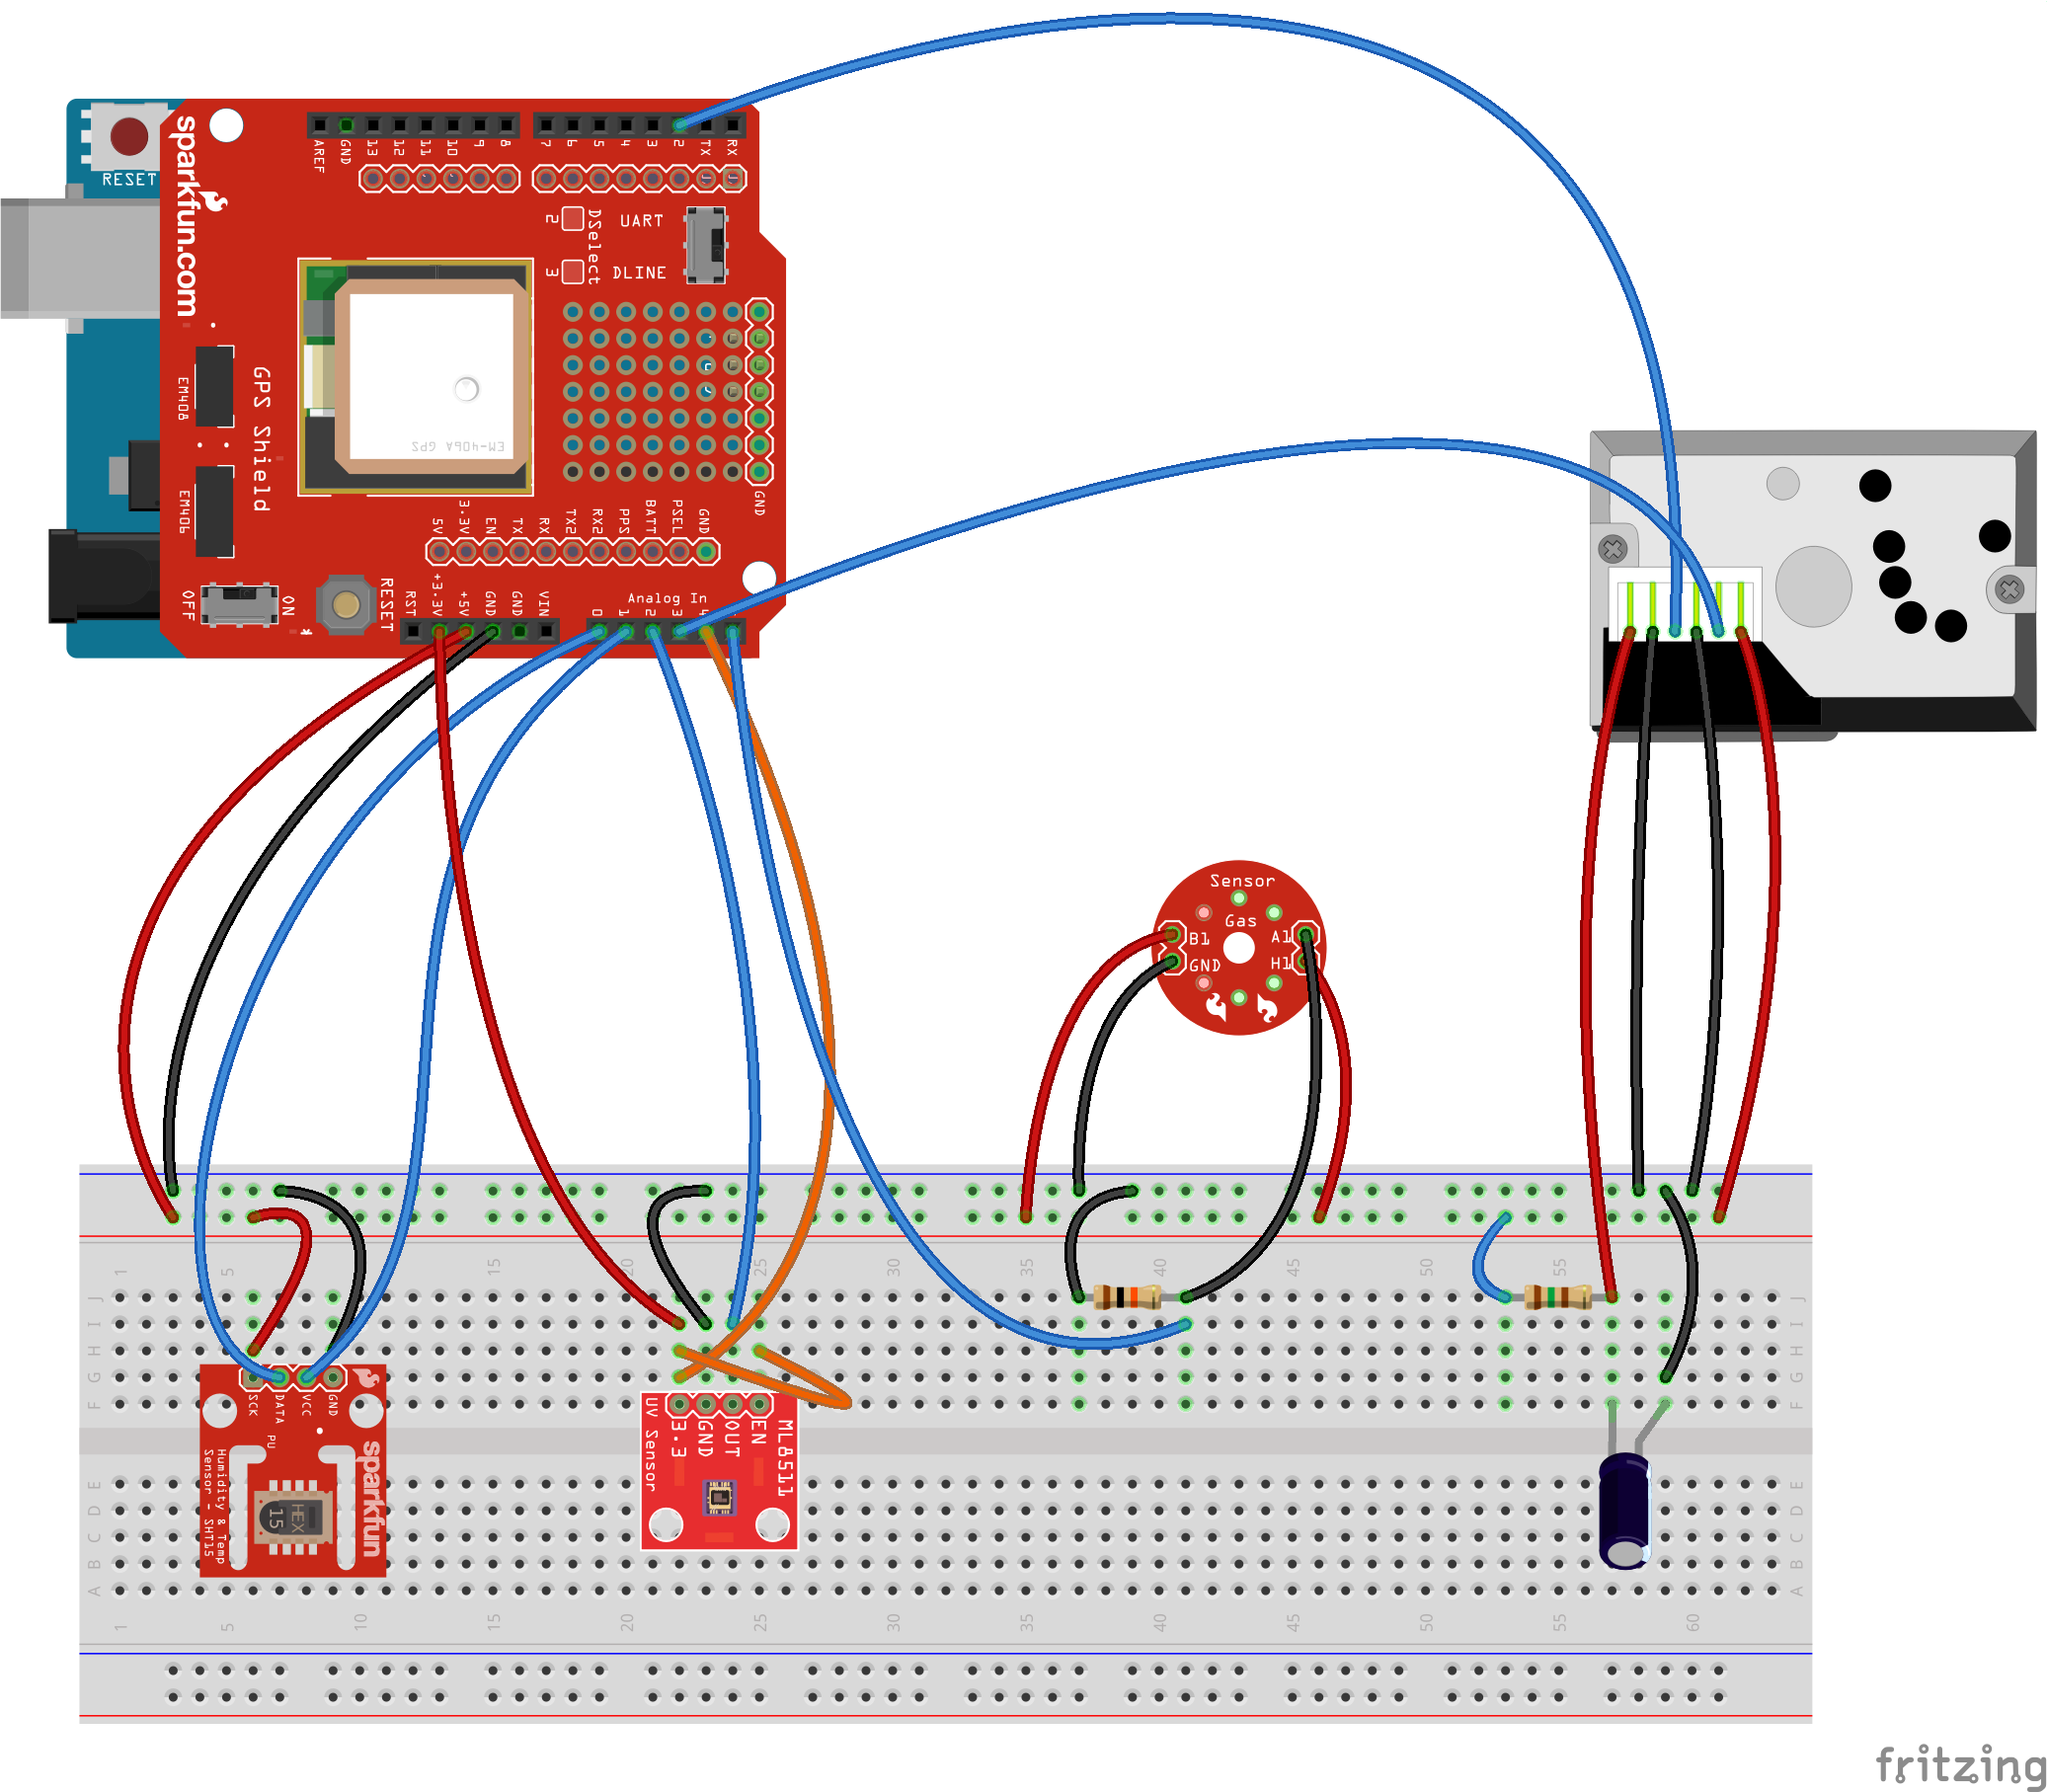 RESET
sparkfun.com
AREF
GND
13
12
11
10
9
8
7
6
5
4
3
2
TX
RX
2
3
DSelect
UART
DLINE
EM408
EM406
GPS Shield
EM-406A GPS
GND
5V
3.3V
EN
TX
RX
TX2
RX2
PPS
BATT
PSEL
GND
OFF
ON
RESET
*
RST
+3.3V
+5V
GND
GND
VIN
Analog In
0
1
2
3
4
Sensor
Gas
B1
GND
A1
H1
1
5
15
20
25
30
35
40
45
50
55
60
J
I
H
G
F
E
D
C
B
A
J
I
H
G
F
E
D
C
B
A
SCK
DATA
VCC
GND
PU
sparkfun
Humidity & Temp
Sensor - SHT15
HEX
15
UV Sensor
3.3
GND
OUT
EN
ML8511
1
5
10
15
20
25
30
35
40
45
50
55
60
fritzing